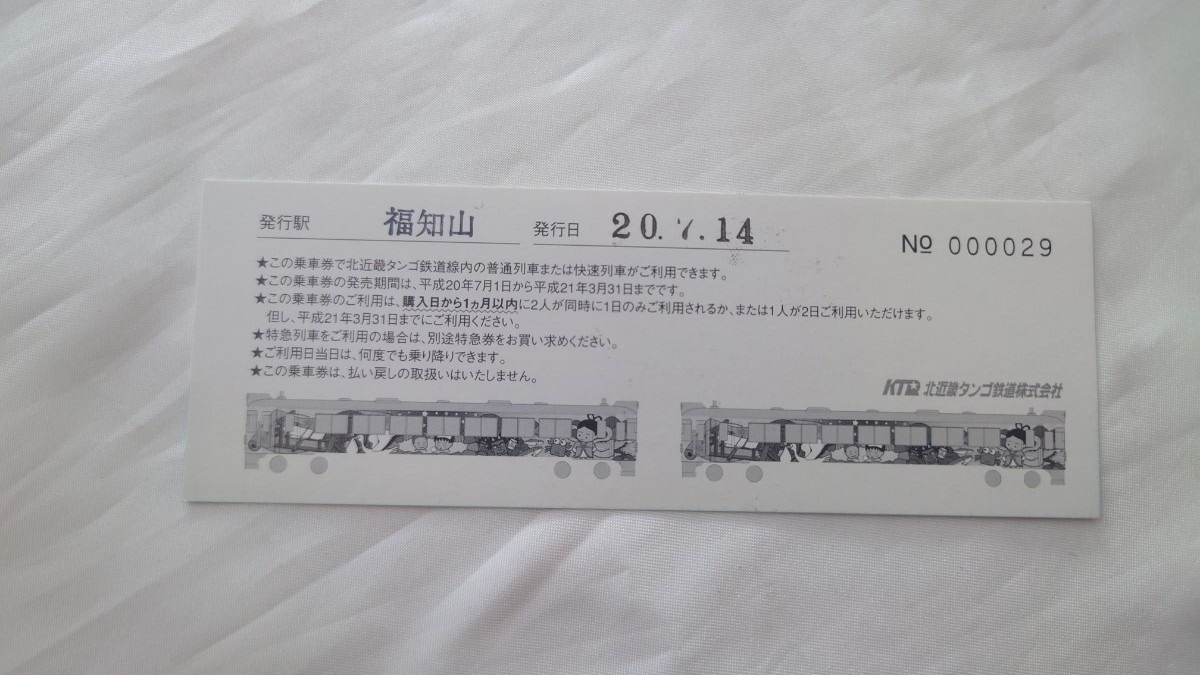 発行駅 福知山 発行日 20.7.14 № 000029
★この乗車券で北近畿タンゴ鉄道線内の普通列車または快速列車がご利用できます。
★この乗車券の発売期間は、平成20年7月1日から平成21年3月31日までです。
★この乗車券のご利用は、購入日から1ヵ月以内に2人が同時に1日のみご利用されるか、または1人が2日ご利用いただけます。
但し、平成21年3月31日までにご利用ください。
★特急列車をご利用の場合は、別途特急券をお買い求めください。
★ご利用日当日は、何度でも乗り降りできます。
★この乗車券は、払い戻しの取扱いはいたしません。
KTR 北近畿タンゴ鉄道株式会社